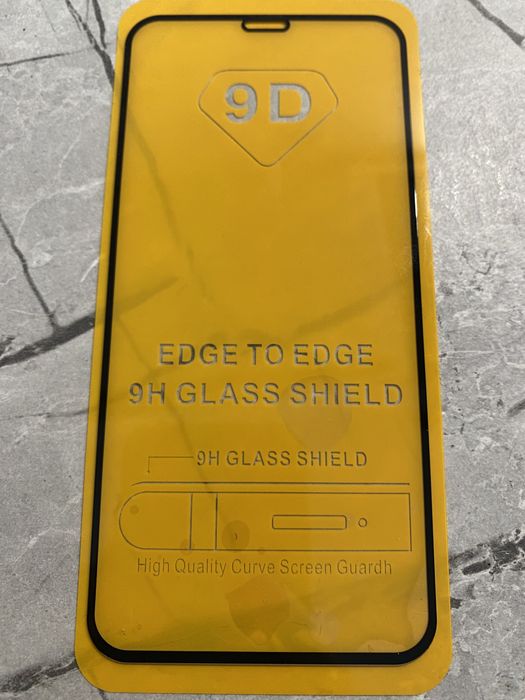 9D
EDGE TO EDGE
9H GLASS SHIELD
9H GLASS SHIELD
High Quality Curve Screen Guardh